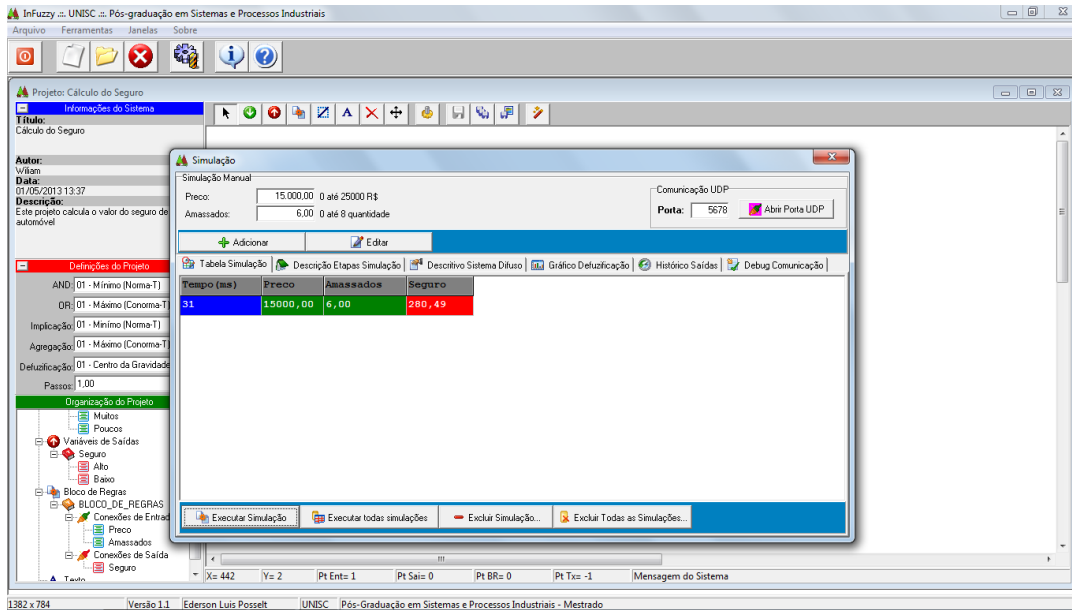 InFuzzy .::. UNISC .::. Pós-graduação em Sistemas e Processos Industriais
Arquivo Ferramentas Janelas Sobre
Projeto: Cálculo do Seguro
Informações do Sistema
Título:
Cálculo do Seguro
Autor:
Wiliam
Data:
01/05/2013 13:37
Descrição:
Este projeto calcula o valor do seguro de
automóvel
Definições do Projeto
AND: 01 - Mínimo (Norma-T)
OR: 01 - Máximo (Conorma-T
Implicação: 01 - Minímo (Norma-T)
Agregação: 01 - Máximo (Conorma-T
Defuzificação: 01 - Centro da Gravidade
Passos: 1,00
Organização do Projeto
Muitos
Poucos
Variáveis de Saídas
Seguro
Alto
Baixo
Bloco de Regras
BLOCO_DE_REGRAS
Conexões de Entrad
Preco
Amassados
Conexões de Saída
Seguro
A Texto
Simulação
Simulação Manual
Preco: 15.000,00 0 até 25000 R$
Amassados: 6,00 0 até 8 quantidade
Comunicação UDP
Porta: 5678 Abrir Porta UDP
Adicionar Editar
Tabela Simulação Descrição Etapas Simulação Descritivo Sistema Difuso Gráfico Defuzificação Histórico Saídas Debug Comunicação
Tempo(ms) Preco Amassados Seguro
31 15000,00 6,00 280,49
Executar Simulação Executar todas simulações Excluir Simulação... Excluir Todas as Simulações...
X= 442 Y= 2 Pt Ent= 1 Pt Sai= 0 Pt BR= 0 Pt Tx= -1 Mensagem do Sistema
1382 x 784 Versão 1.1 Ederson Luis Posselt UNISC Pós-Graduação em Sistemas e Processos Industriais - Mestrado